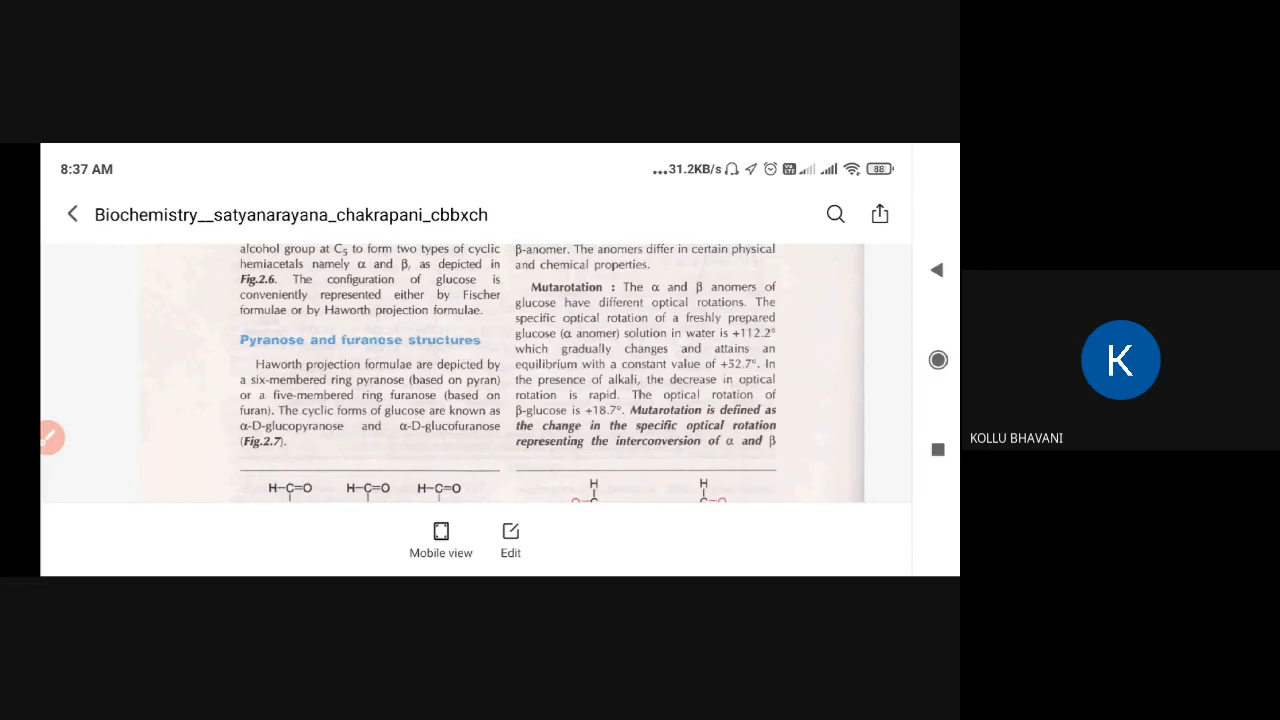 8:37 AM
...31.2KB/s
88
Biochemistry__satyanarayana_chakrapani_cbbxch
alcohol group at C5 to form two types of cyclic
hemiacetals namely α and β, as depicted in
Fig.2.6. The configuration of glucose is
conveniently represented either by Fischer
formulae or by Haworth projection formulae.
Pyranose and furanose structures
Haworth projection formulae are depicted by
a six-membered ring pyranose (based on pyran)
or a five-membered ring furanose (based on
furan). The cyclic forms of glucose are known as
α-D-glucopyranose and α-D-glucofuranose
(Fig.2.7).
H–C=O H–C=O H–C=O
β-anomer. The anomers differ in certain physical
and chemical properties.
Mutarotation : The α and β anomers of
glucose have different optical rotations. The
specific optical rotation of a freshly prepared
glucose (α anomer) solution in water is +112.2°
which gradually changes and attains an
equilibrium with a constant value of +52.7°. In
the presence of alkali, the decrease in optical
rotation is rapid. The optical rotation of
β-glucose is +18.7°. Mutarotation is defined as
the change in the specific optical rotation
representing the interconversion of α and β
H H
Mobile view
Edit
K
KOLLU BHAVANI